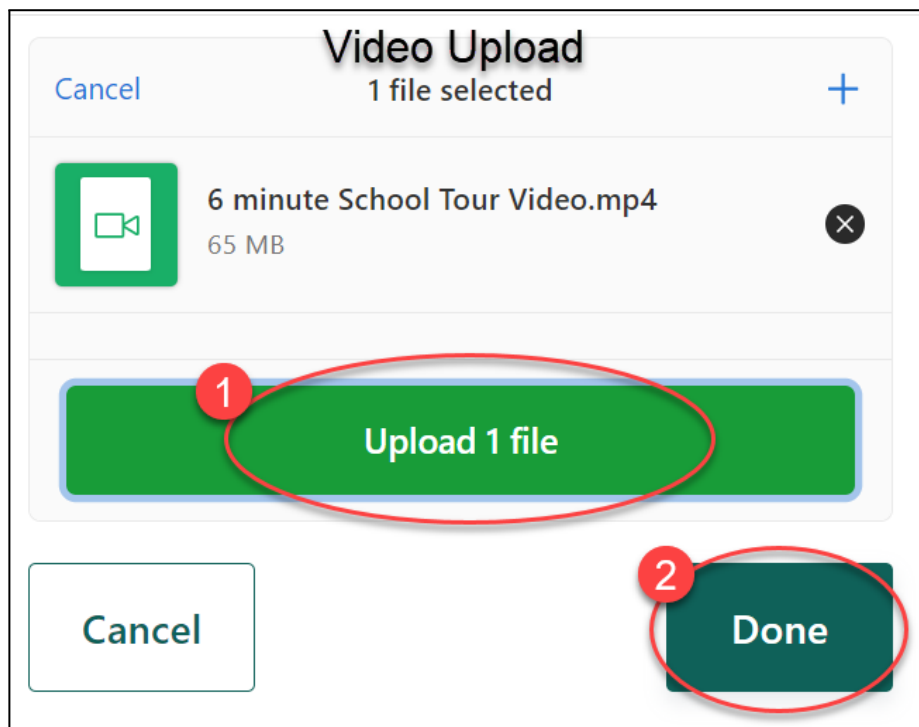 Video Upload
Cancel
1 file selected
+
6 minute School Tour Video.mp4
65 MB
1
Upload 1 file
Cancel
2
Done